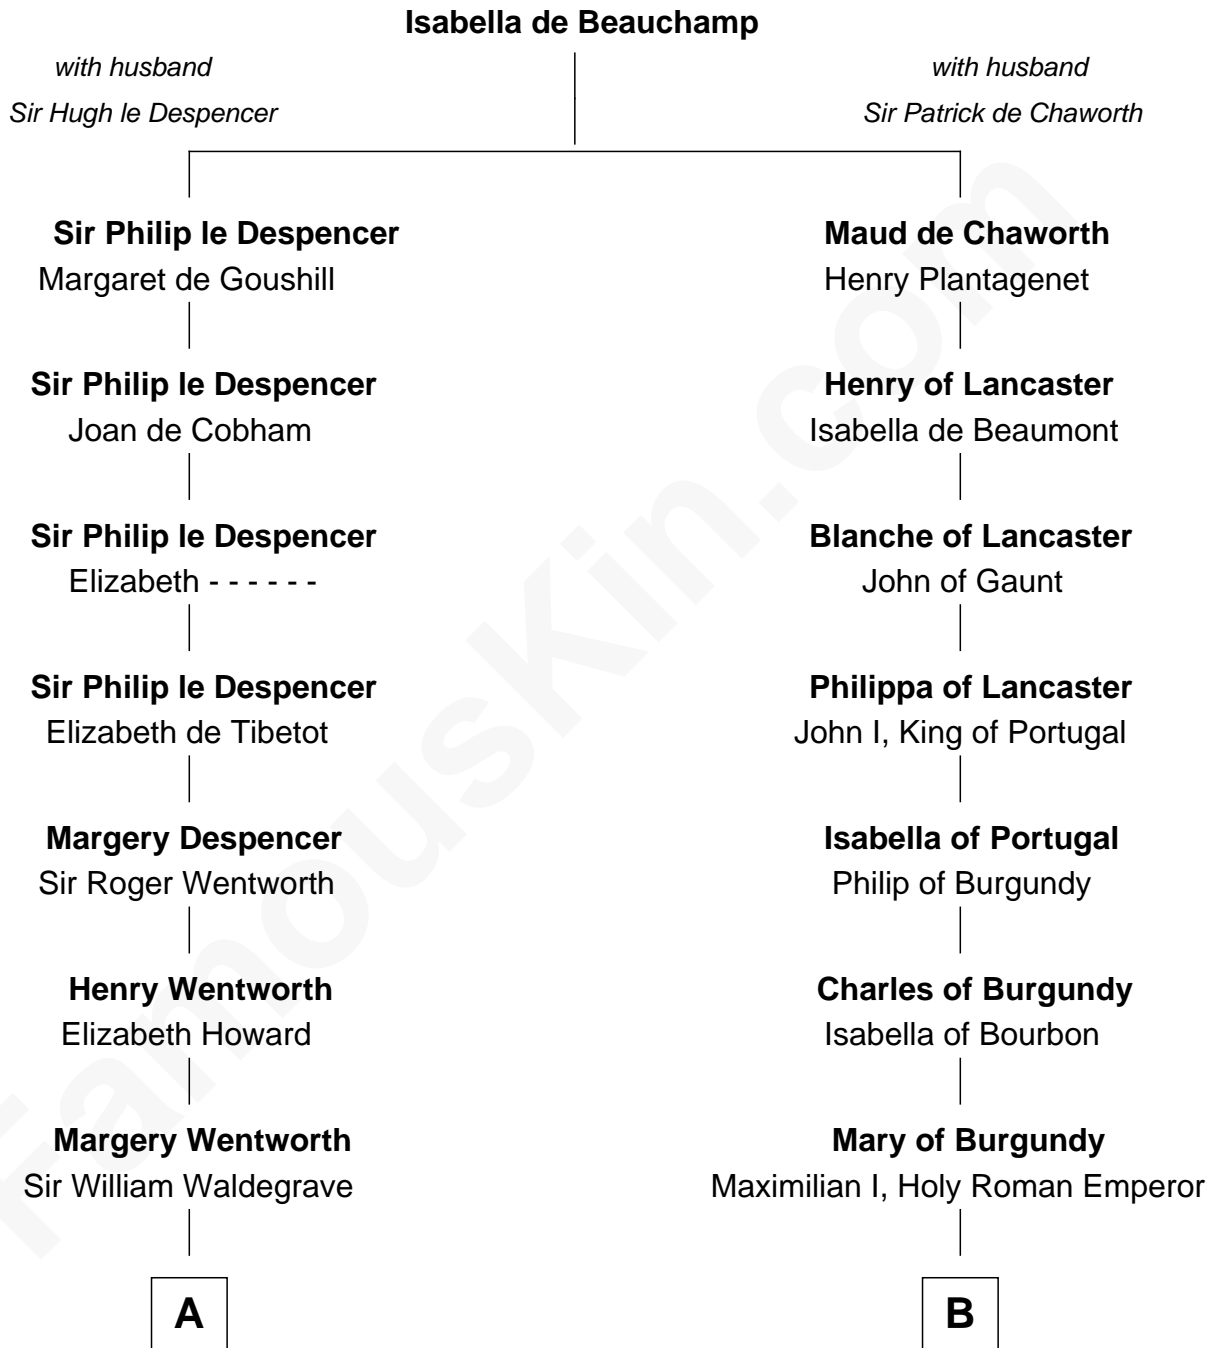 Isabella de Beauchamp
with husband
Sir Hugh le Despencer
with husband
Sir Patrick de Chaworth
Sir Philip le Despencer
Margaret de Goushill
Maud de Chaworth
Henry Plantagenet
Sir Philip le Despencer
Joan de Cobham
Henry of Lancaster
Isabella de Beaumont
Sir Philip le Despencer
Elizabeth - - - - - -
Blanche of Lancaster
John of Gaunt
Sir Philip le Despencer
Elizabeth de Tibetot
Philippa of Lancaster
John I, King of Portugal
Margery Despencer
Sir Roger Wentworth
Isabella of Portugal
Philip of Burgundy
Henry Wentworth
Elizabeth Howard
Charles of Burgundy
Isabella of Bourbon
Margery Wentworth
Sir William Waldegrave
Mary of Burgundy
Maximilian I, Holy Roman Emperor
A
B
FamousKin.com